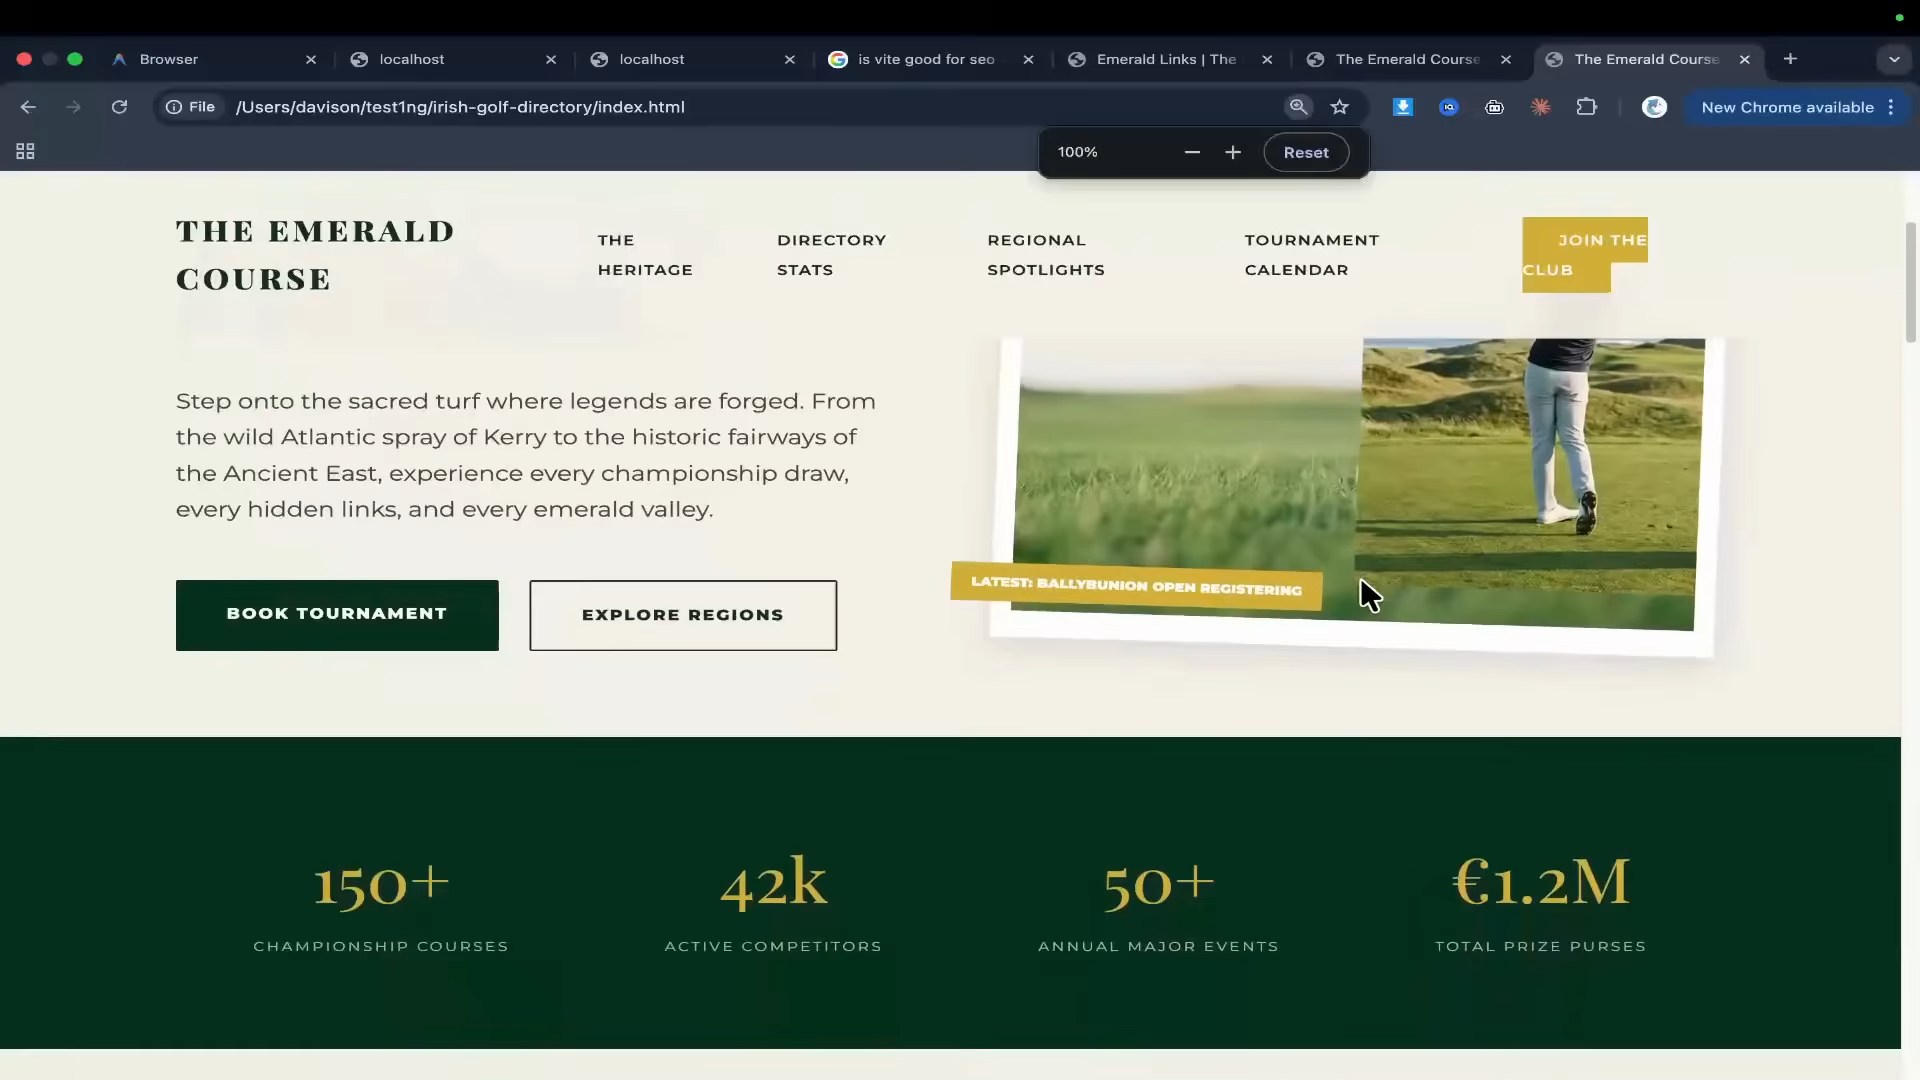 Browser
localhost
localhost
is vite good for seo
Emerald Links | The
The Emerald Course
The Emerald Course
File
/Users/davison/test1ng/irish-golf-directory/index.html
New Chrome available
100%
Reset
THE EMERALD
COURSE
THE
HERITAGE
DIRECTORY
STATS
REGIONAL
SPOTLIGHTS
TOURNAMENT
CALENDAR
JOIN THE
CLUB
Step onto the sacred turf where legends are forged. From
the wild Atlantic spray of Kerry to the historic fairways of
the Ancient East, experience every championship draw,
every hidden links, and every emerald valley.
BOOK TOURNAMENT
EXPLORE REGIONS
LATEST: BALLYBUNION OPEN REGISTERING
150+
CHAMPIONSHIP COURSES
42k
ACTIVE COMPETITORS
50+
ANNUAL MAJOR EVENTS
€1.2M
TOTAL PRIZE PURSES